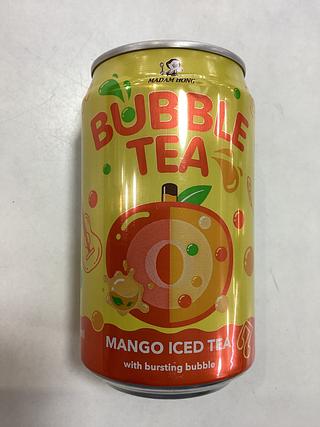 MADAM HONG
BUBBLE
TEA
MANGO ICED TEA
with bursting bubble